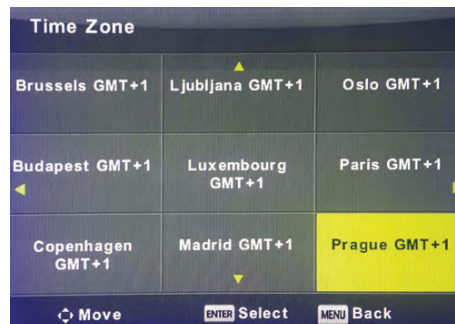 Time Zone
Brussels GMT+1
Ljubljana GMT+1
Oslo GMT+1
Budapest GMT+1
Luxembourg
GMT+1
Paris GMT+1
Copenhagen
GMT+1
Madrid GMT+1
Prague GMT+1
Move
ENTER Select
MENU Back